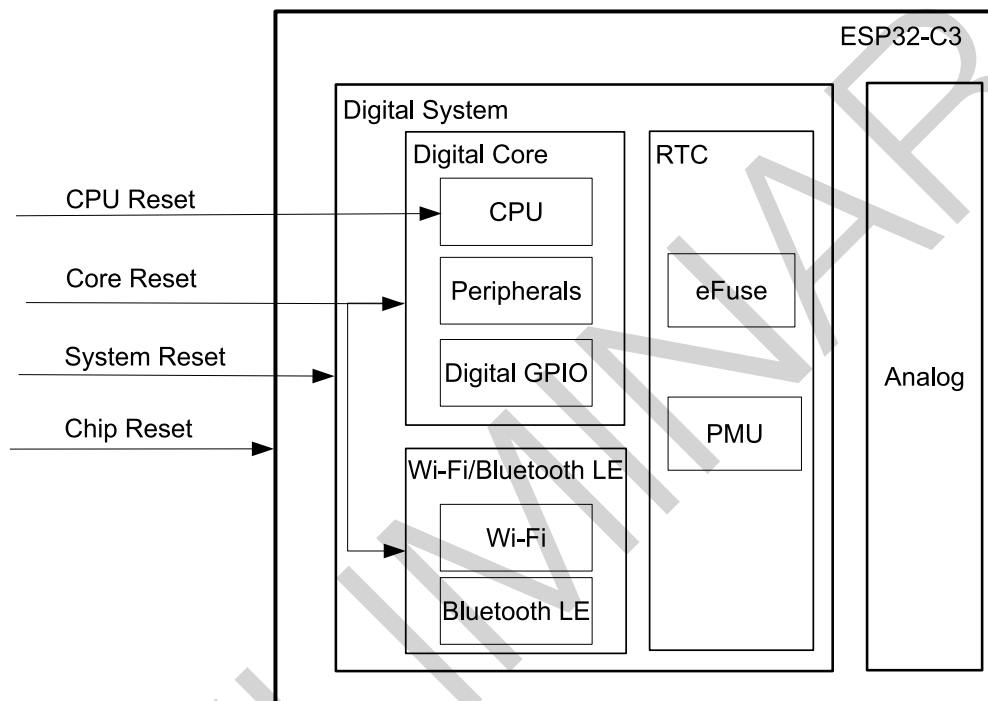 ESP32-C3
Digital System
Digital Core
RTC
CPU Reset
CPU
Core Reset
Peripherals
eFuse
System Reset
Digital GPIO
Analog
Chip Reset
PMU
Wi-Fi/Bluetooth LE
Wi-Fi
Bluetooth LE